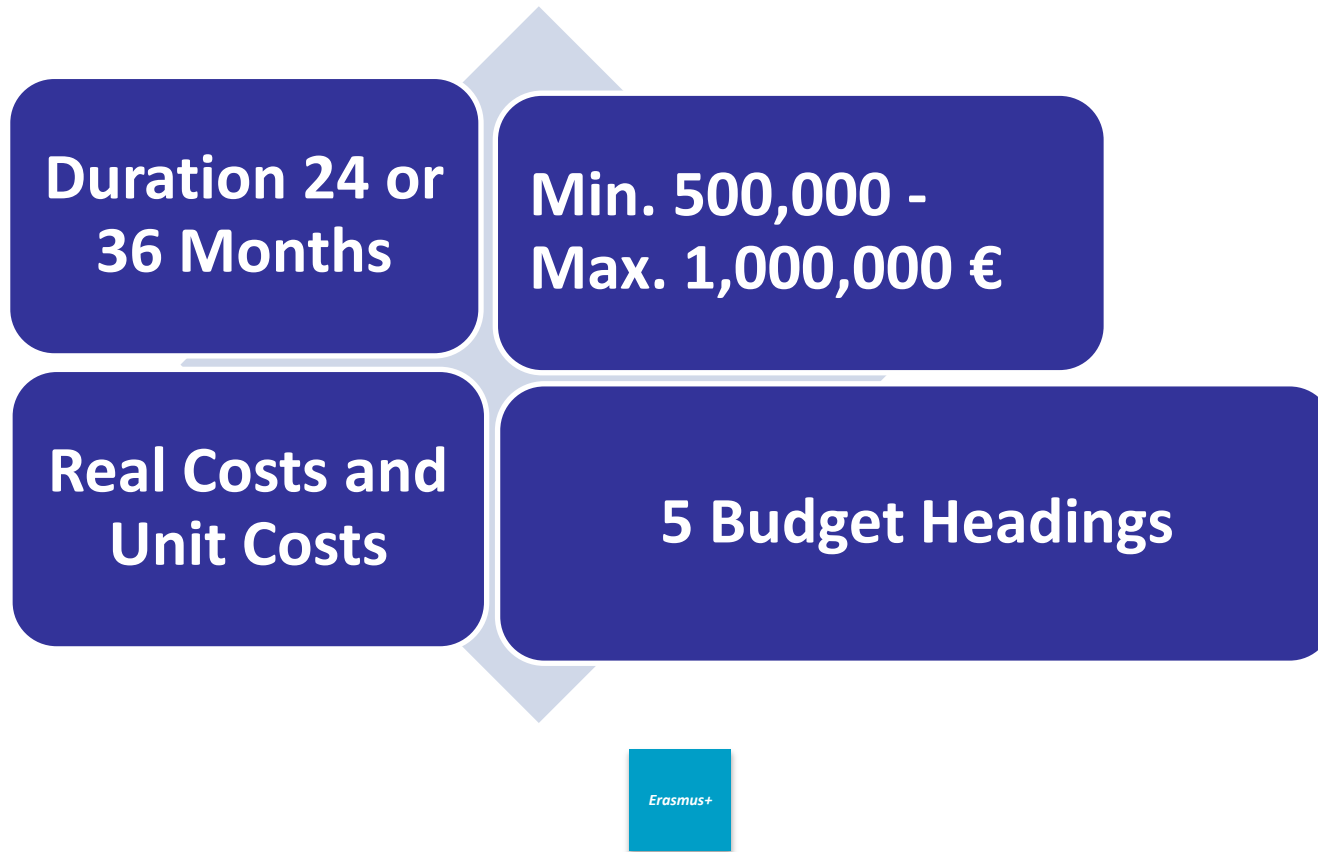 Duration 24 or
36 Months
Min. 500,000 -
Max. 1,000,000 €
Real Costs and
Unit Costs
5 Budget Headings
Erasmus+